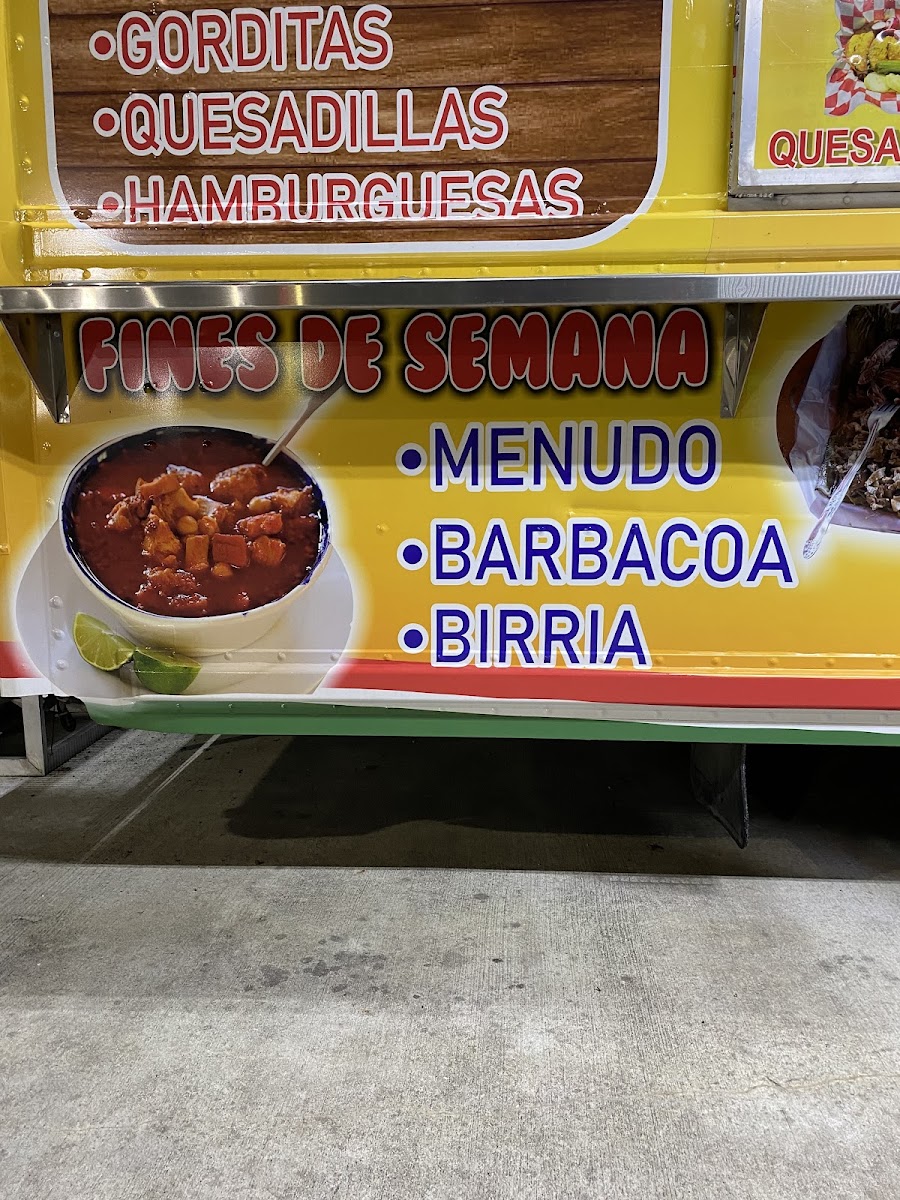 •GORDITAS
•QUESADILLAS
•HAMBURGUESAS
FINES DE SEMANA
•MENUDO
•BARBACOA
•BIRRIA
QUESA